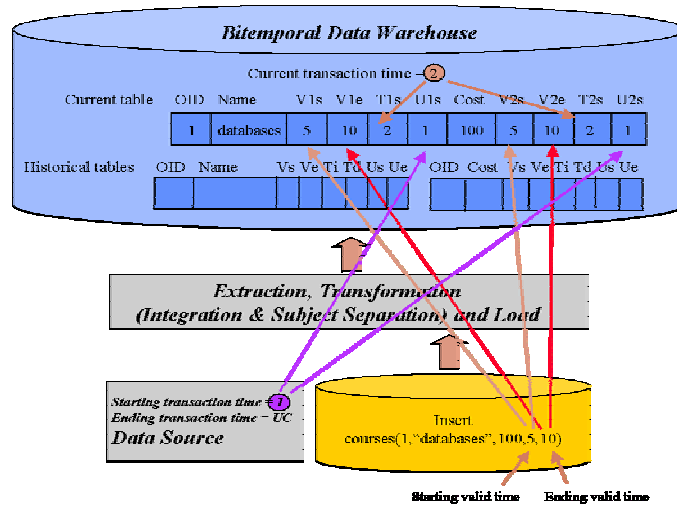 Bitemporal Data Warehouse
Current transaction time = 2
Current table OID Name V1s V1e T1s U1s Cost V2s V2e T2s U2s
1 databases 5 10 2 1 100 5 10 2 1
Historical tables OID Name Vs Ve Ti Td Us Ue OID Cost Vs Ve Ti Td Us Ue
Extraction, Transformation
(Integration & Subject Separation) and Load
Starting transaction time = 1
Ending transaction time = UC
Data Source
Insert
courses(1,“databases”,100,5,10)
Starting valid time Ending valid time